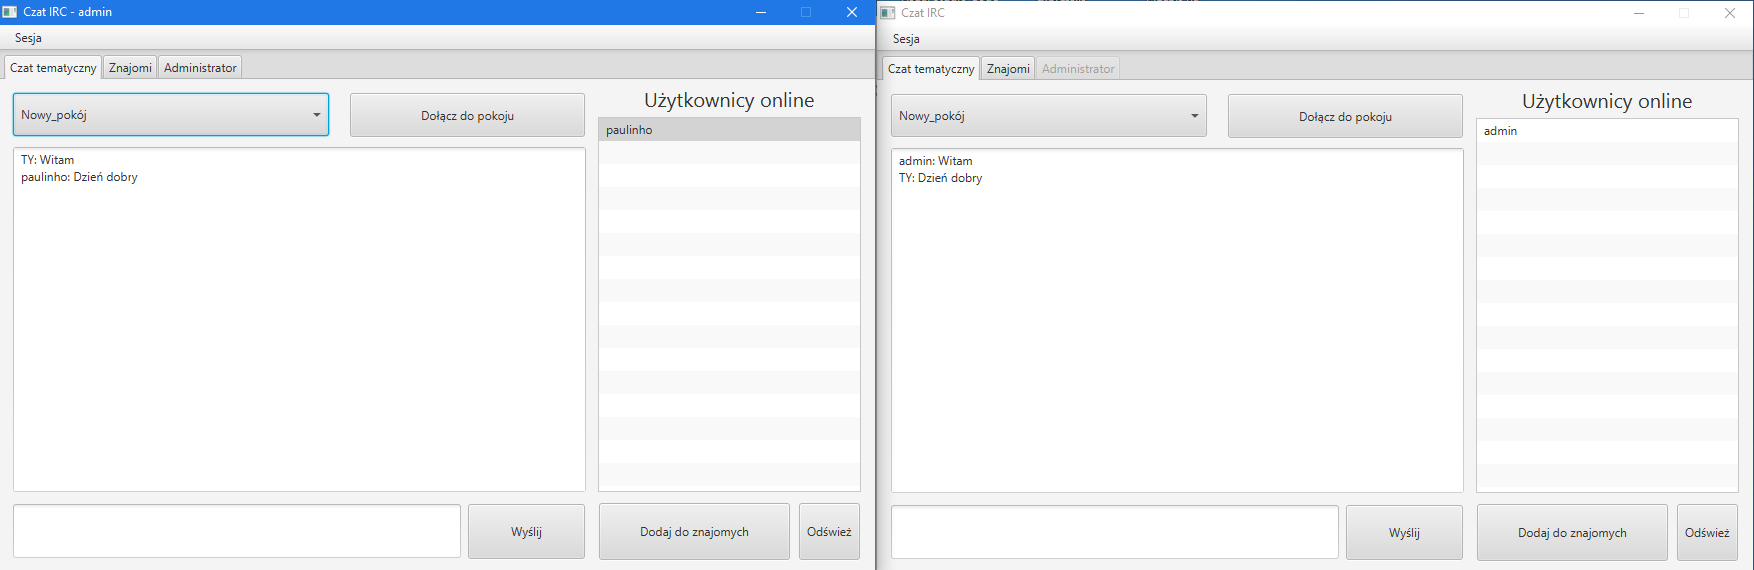 Czat IRC - admin
Sesja
Czat tematyczny Znajomi Administrator
Nowy_pokój
Dołącz do pokoju
Użytkownicy online
paulinho
TY: Witam
paulinho: Dzień dobry
Wyślij
Dodaj do znajomych
Odśwież
Czat IRC
Sesja
Czat tematyczny Znajomi Administrator
Nowy_pokój
Dołącz do pokoju
Użytkownicy online
admin
admin: Witam
TY: Dzień dobry
Wyślij
Dodaj do znajomych
Odśwież